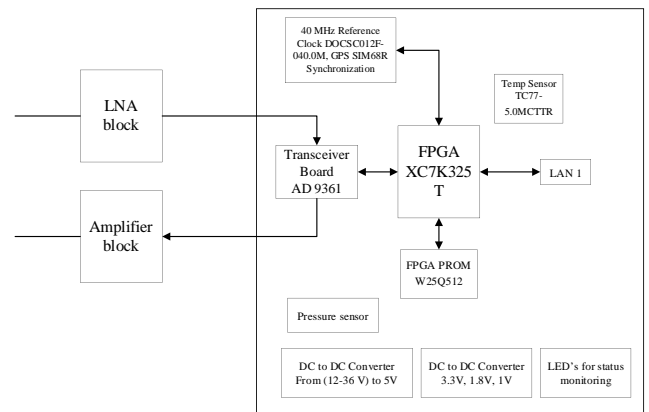 40 MHz Reference
Clock DOCSC012F-
040.0M, GPS SIM68R
Synchronization
LNA
block
Temp Sensor
TC77-
5.0MCTTR
Transceiver
Board
AD 9361
FPGA
XC7K325
T
LAN 1
Amplifier
block
FPGA PROM
W25Q512
Pressure sensor
DC to DC Converter
From (12-36 V) to 5V
DC to DC Converter
3.3V, 1.8V, 1V
LED's for status
monitoring